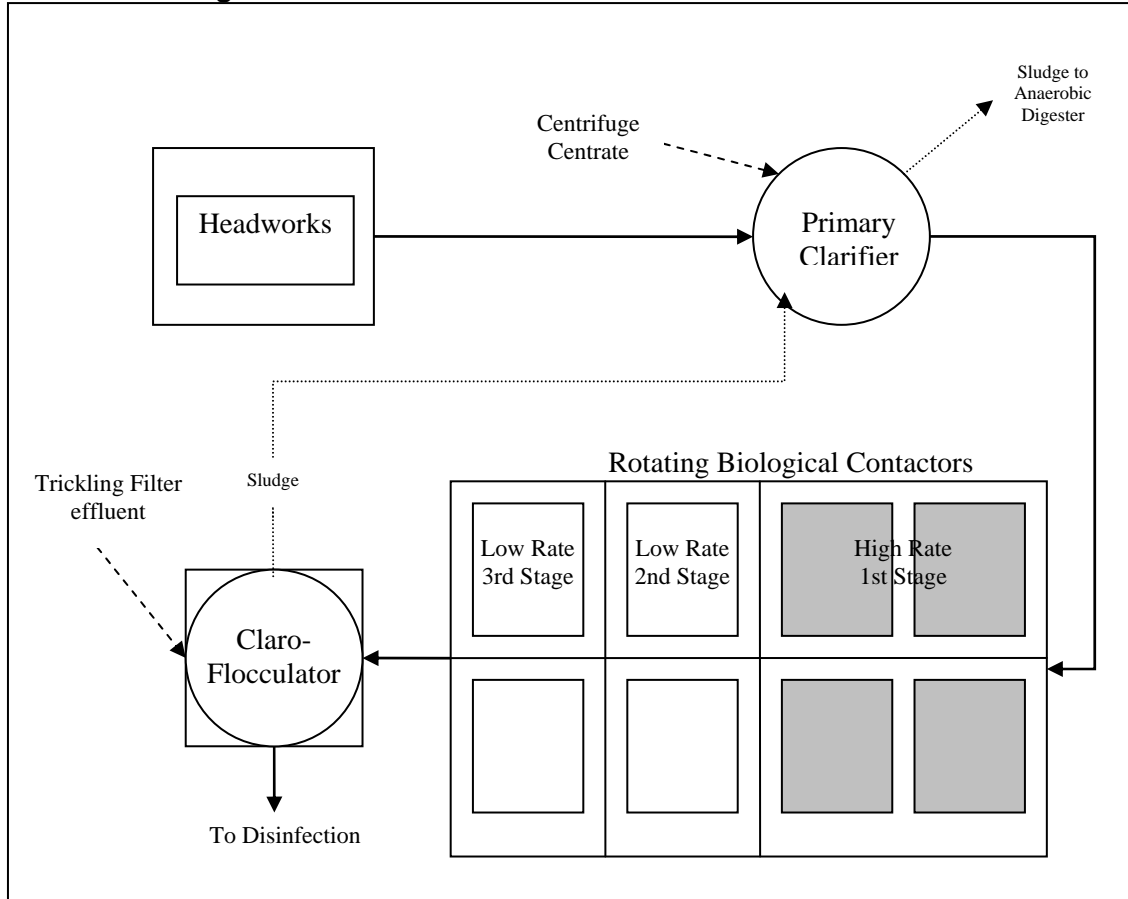 Sludge to
Anaerobic
Digester
Centrifuge
Centrate
Headworks
Primary
Clarifier
Rotating Biological Contactors
Trickling Filter
effluent
Sludge
Low Rate
3rd Stage
Low Rate
2nd Stage
High Rate
1st Stage
Claro-
Flocculator
To Disinfection